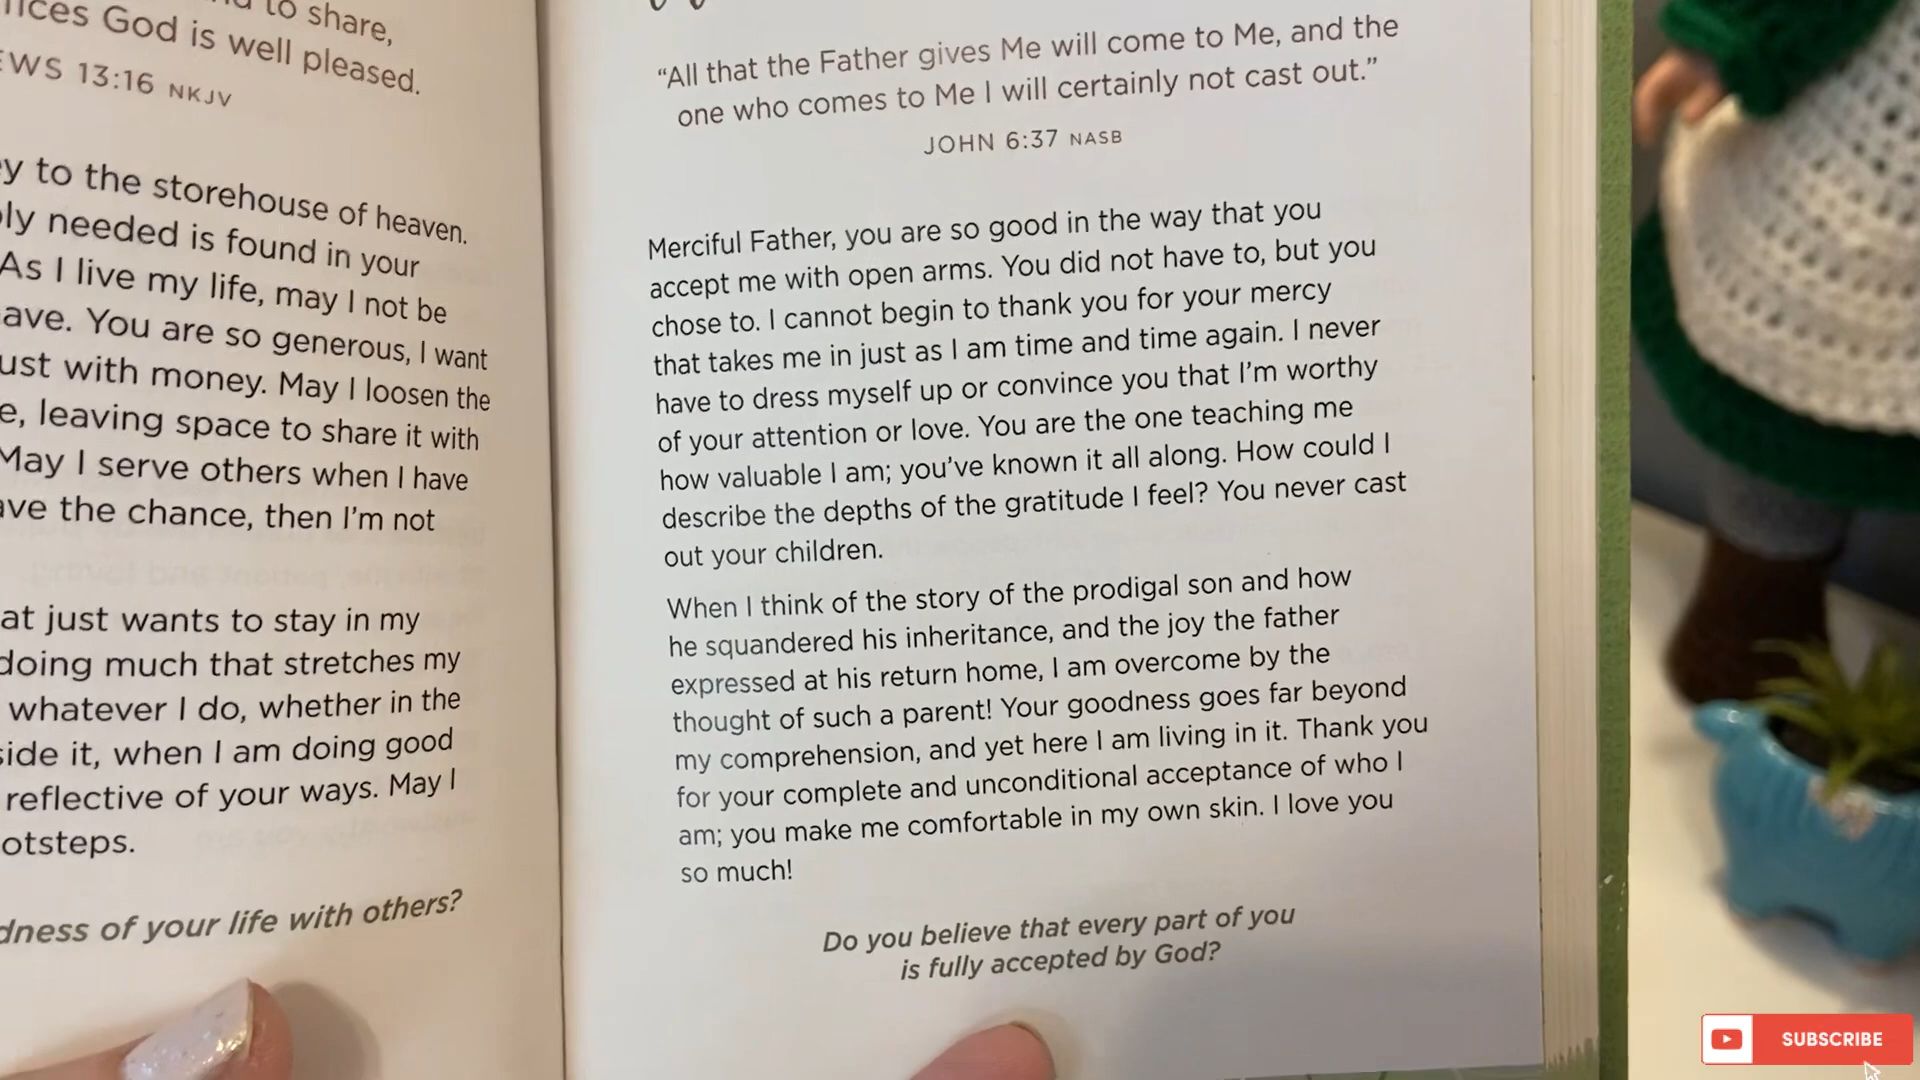 to share,
God is well pleased.
13:16 NKJV
to the storehouse of heaven.
needed is found in your
As I live my life, may I not be
You are so generous, I want
with money. May I loosen the
leaving space to share it with
May I serve others when I have
the chance, then I'm not
just wants to stay in my
doing much that stretches my
whatever I do, whether in the
it, when I am doing good
reflective of your ways. May I
of your life with others?
“All that the Father gives Me will come to Me, and the
one who comes to Me I will certainly not cast out.”
JOHN 6:37 NASB
Merciful Father, you are so good in the way that you
accept me with open arms. You did not have to, but you
chose to. I cannot begin to thank you for your mercy
that takes me in just as I am time and time again. I never
have to dress myself up or convince you that I'm worthy
of your attention or love. You are the one teaching me
how valuable I am; you've known it all along. How could I
describe the depths of the gratitude I feel? You never cast
out your children.
When I think of the story of the prodigal son and how
he squandered his inheritance, and the joy the father
expressed at his return home, I am overcome by the
thought of such a parent! Your goodness goes far beyond
my comprehension, and yet here I am living in it. Thank you
for your complete and unconditional acceptance of who I
am; you make me comfortable in my own skin. I love you
so much!
Do you believe that every part of you
is fully accepted by God?
SUBSCRIBE